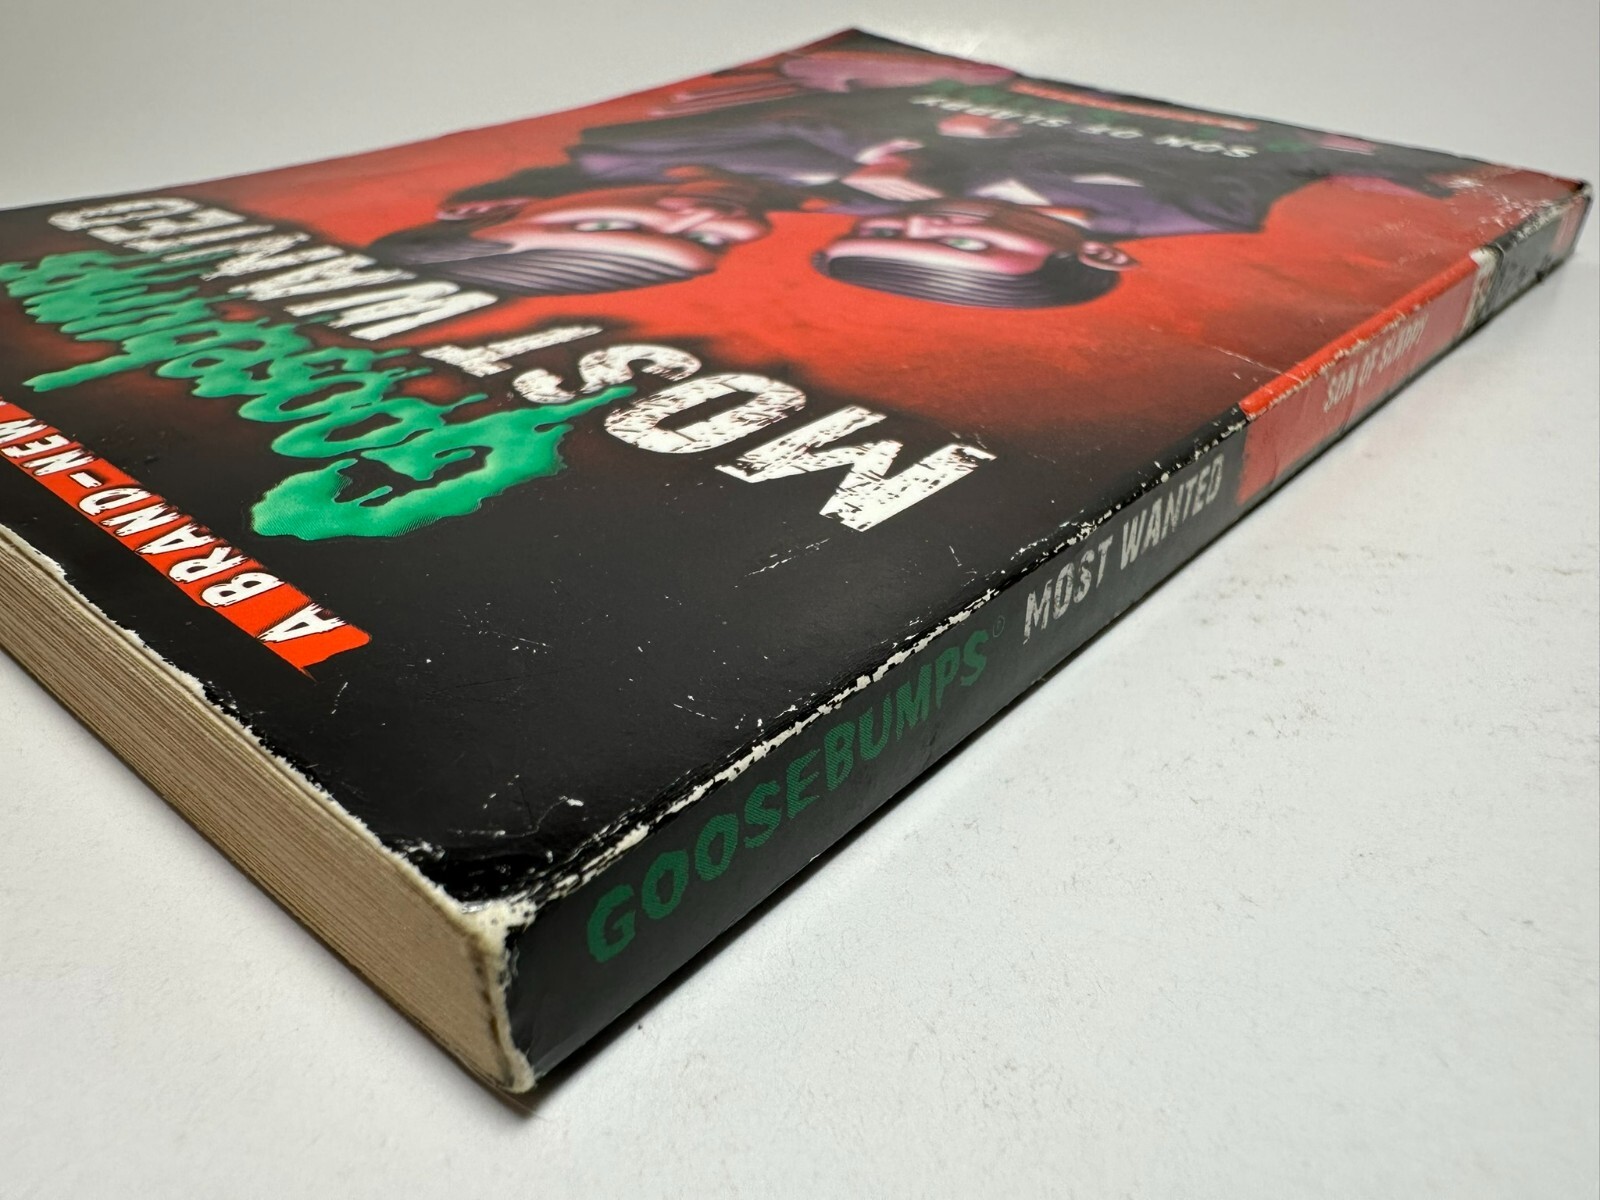 A BRAND-NEW
Goosebumps
MOST
WANTED
SON OF SLAPPY
GOOSEBUMPS® MOST WANTED SON OF SLAPPY